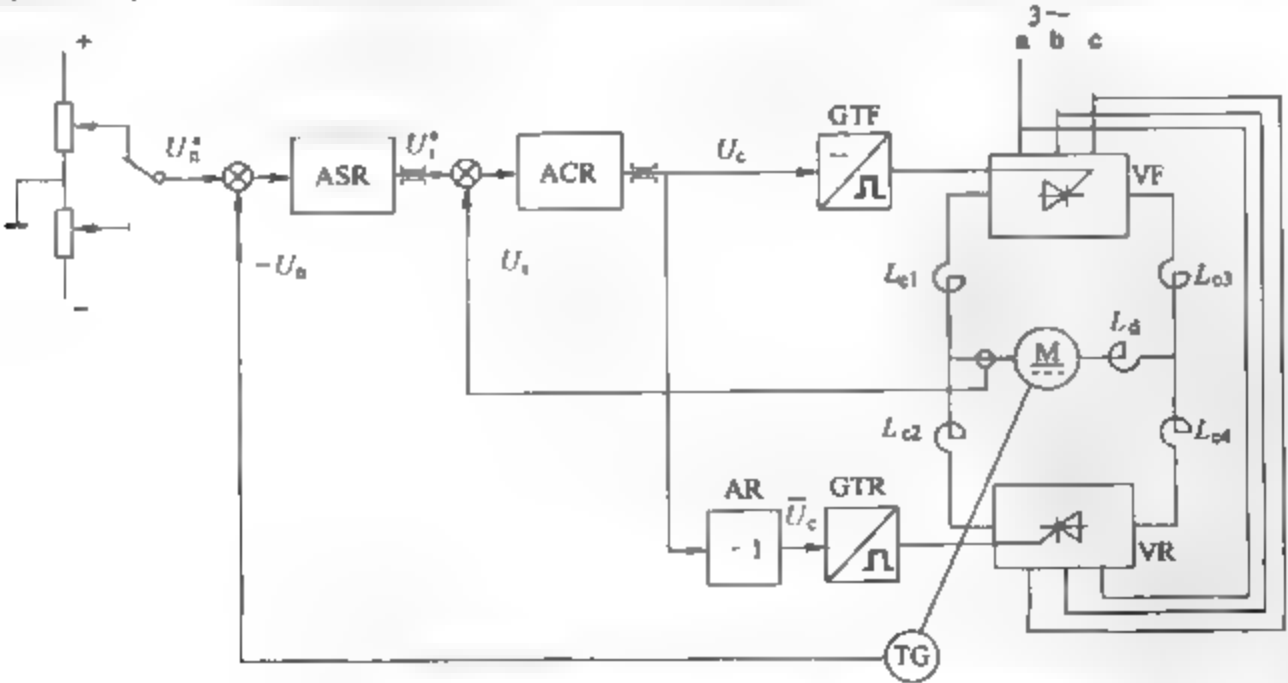 3~
a b c
+
GTF
U*n
U*i
Uc
ASR
ACR
VF
-Un
Ui
Lc1
Lc3
Ld
M
-
Lc2
Lc4
AR
GTR
Ūc
-1
VR
TG